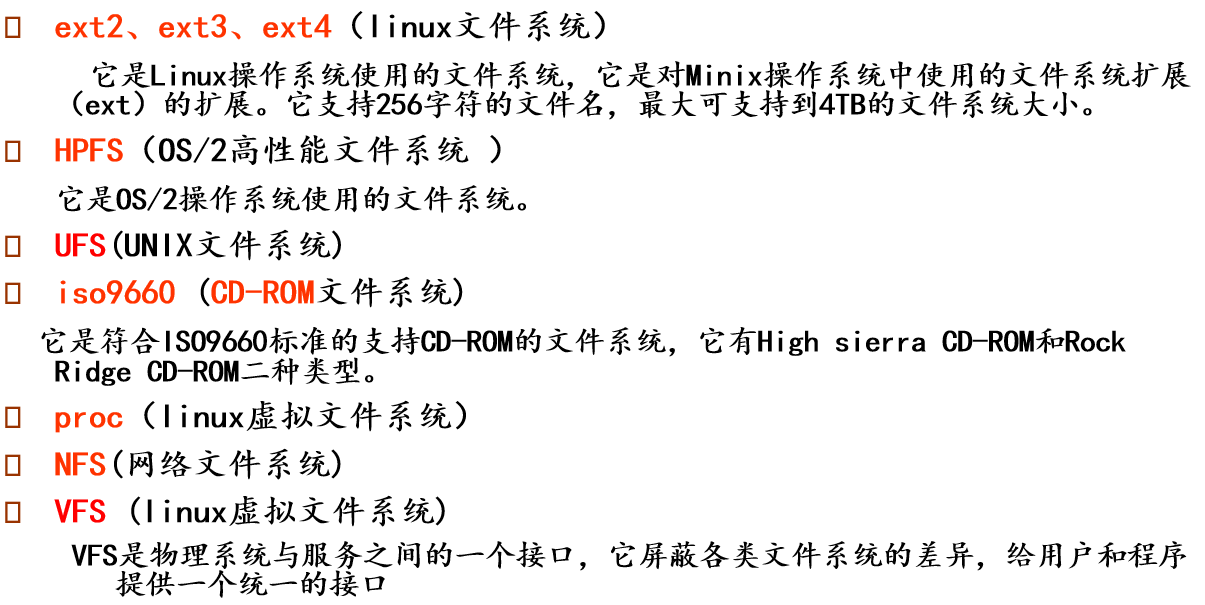 ext2、ext3、ext4（linux文件系统）
它是Linux操作系统使用的文件系统，它是对Minix操作系统中使用的文件系统扩展
（ext）的扩展。它支持256字符的文件名，最大可支持到4TB的文件系统大小。
HPFS（OS/2高性能文件系统 ）
它是OS/2操作系统使用的文件系统。
UFS(UNIX文件系统)
iso9660 (CD-ROM文件系统)
它是符合ISO9660标准的支持CD-ROM的文件系统，它有High sierra CD-ROM和Rock
Ridge CD-ROM二种类型。
proc（linux虚拟文件系统）
NFS(网络文件系统)
VFS (linux虚拟文件系统)
VFS是物理系统与服务之间的一个接口，它屏蔽各类文件系统的差异，给用户和程序
提供一个统一的接口